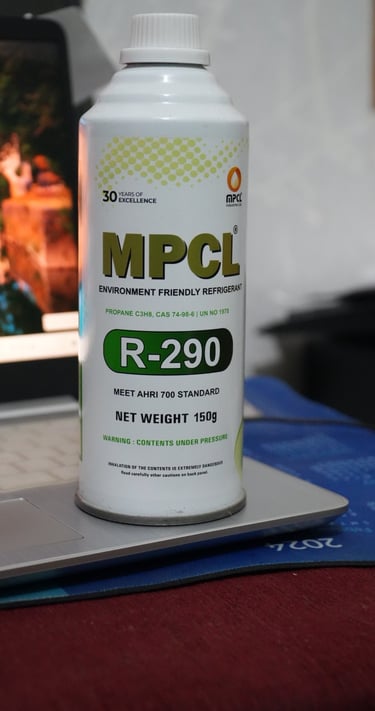 30 YEARS OF
EXCELLENCE
MPCL
MPCL®
ENVIRONMENT FRIENDLY REFRIGERANT
PROPANE C3H8, CAS 74-98-6 | UN NO 1978
R-290
MEET AHRI 700 STANDARD
NET WEIGHT 150g
WARNING : CONTENTS UNDER PRESSURE
INHALATION OF THE CONTENTS IS EXTREMELY DANGEROUS
Read carefully other cautions on back panel.
2024